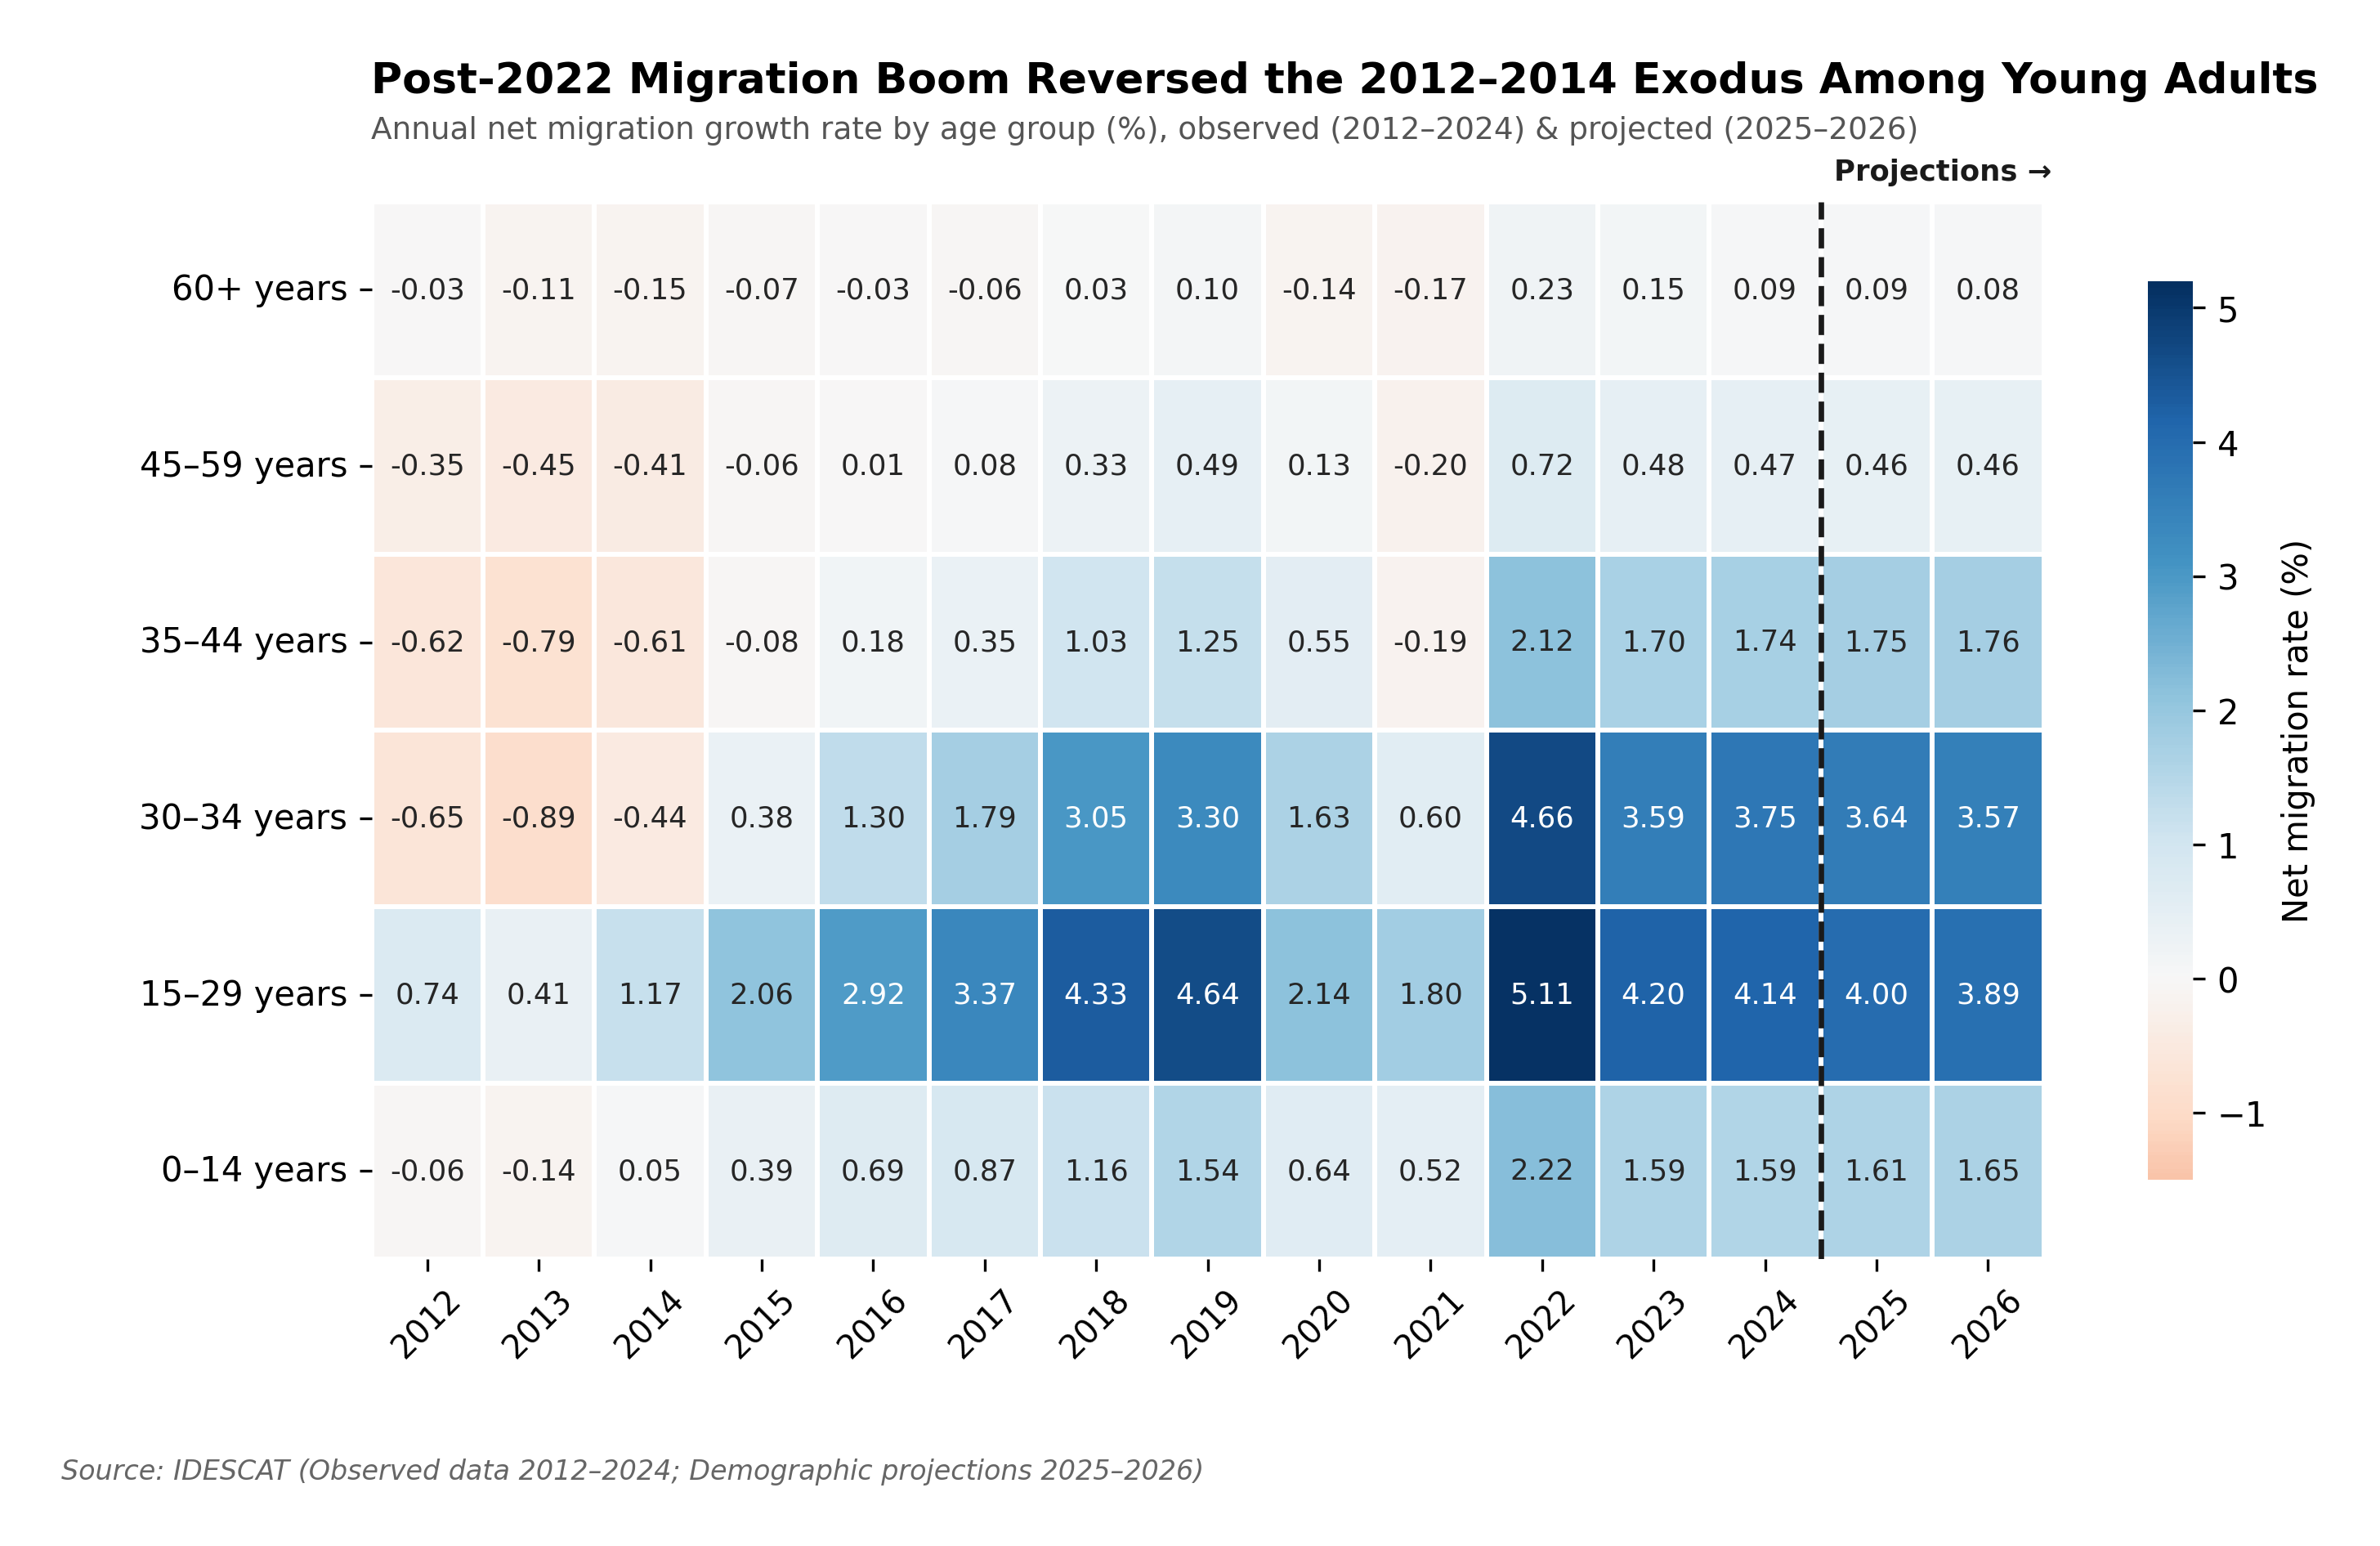 Post-2022 Migration Boom Reversed the 2012–2014 Exodus Among Young Adults
Annual net migration growth rate by age group (%), observed (2012–2024) & projected (2025–2026)
Projections →
60+ years -0.03 -0.11 -0.15 -0.07 -0.03 -0.06 0.03 0.10 -0.14 -0.17 0.23 0.15 0.09 0.09 0.08
45–59 years -0.35 -0.45 -0.41 -0.06 0.01 0.08 0.33 0.49 0.13 -0.20 0.72 0.48 0.47 0.46 0.46
35–44 years -0.62 -0.79 -0.61 -0.08 0.18 0.35 1.03 1.25 0.55 -0.19 2.12 1.70 1.74 1.75 1.76
30–34 years -0.65 -0.89 -0.44 0.38 1.30 1.79 3.05 3.30 1.63 0.60 4.66 3.59 3.75 3.64 3.57
15–29 years 0.74 0.41 1.17 2.06 2.92 3.37 4.33 4.64 2.14 1.80 5.11 4.20 4.14 4.00 3.89
0–14 years -0.06 -0.14 0.05 0.39 0.69 0.87 1.16 1.54 0.64 0.52 2.22 1.59 1.59 1.61 1.65
2012 2013 2014 2015 2016 2017 2018 2019 2020 2021 2022 2023 2024 2025 2026
5
4
3
2
1
0
−1
Net migration rate (%)
Source: IDESCAT (Observed data 2012–2024; Demographic projections 2025–2026)